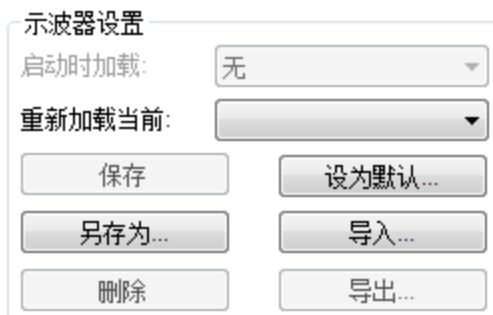 示波器设置
启动时加载: 无
重新加载当前:
保存 设为默认...
另存为... 导入...
删除 导出...